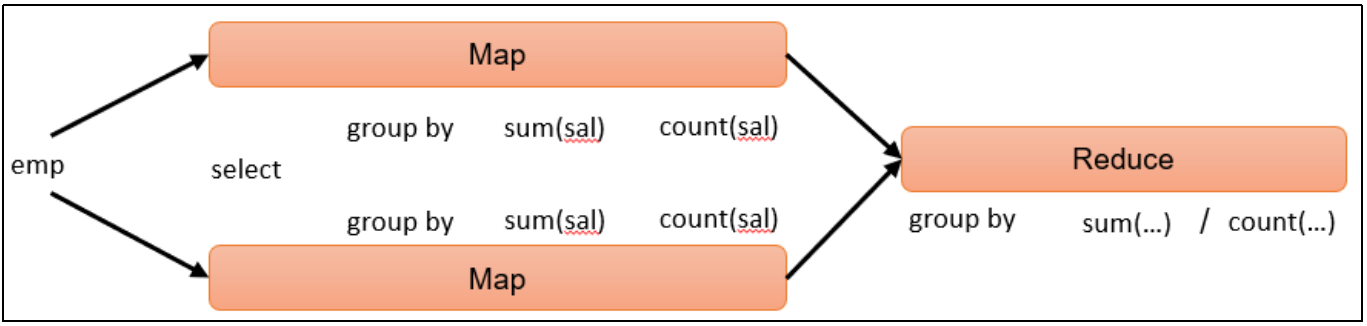 Map
group by sum(sal) count(sal)
emp
select
Reduce
group by sum(...) / count(...)
group by sum(sal) count(sal)
Map